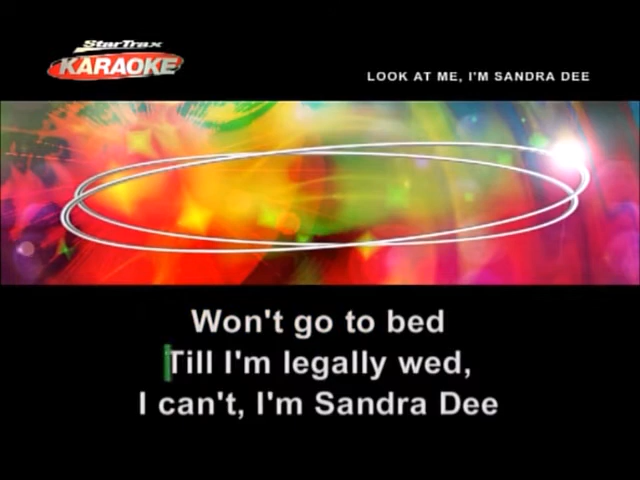 StarTrax
KARAOKE
LOOK AT ME, I'M SANDRA DEE
Won't go to bed
Till I'm legally wed,
I can't, I'm Sandra Dee